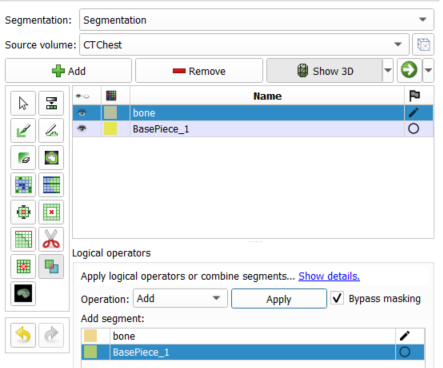 Segmentation: Segmentation
Source volume: CTChest
Add Remove Show 3D
Name
bone
BasePiece_1
Logical operators
Apply logical operators or combine segments... Show details.
Operation: Add Apply Bypass masking
Add segment:
bone
BasePiece_1